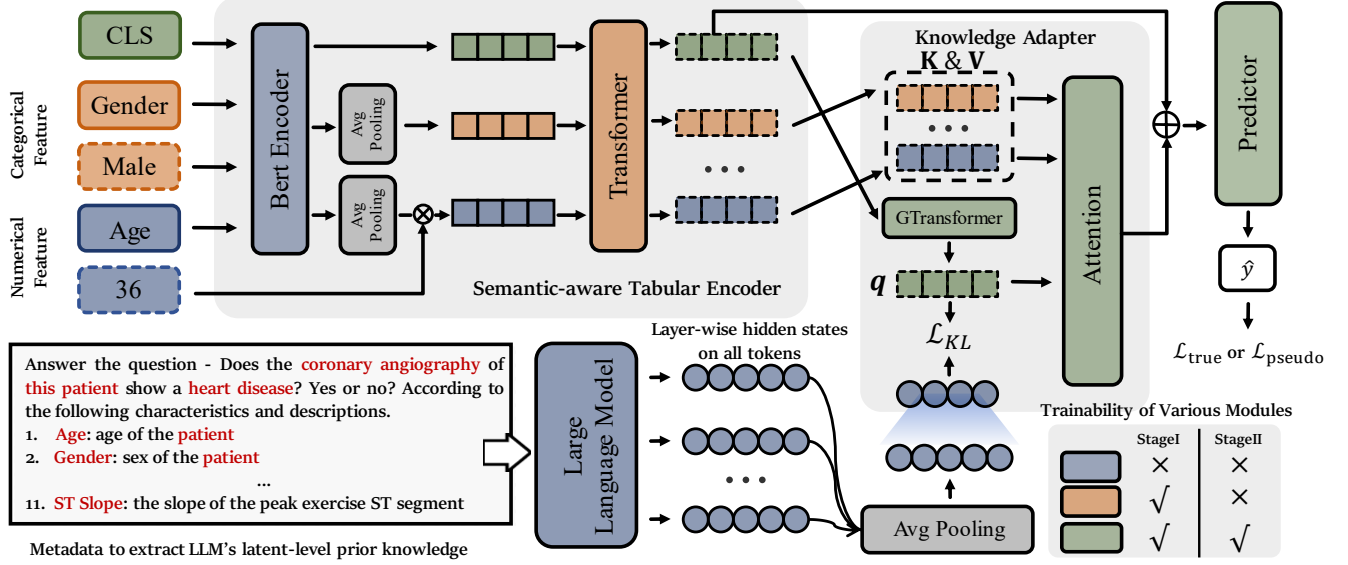 CLS
Categorical
Feature
Gender
Male
Numerical
Feature
Age
36
Bert Encoder
Avg
Pooling
Avg
Pooling
Transformer
Semantic-aware Tabular Encoder
Knowledge Adapter
K & V
GTransformer
q
ℒ_KL
Attention
Predictor
ŷ
ℒ_true or ℒ_pseudo
Answer the question - Does the coronary angiography of
this patient show a heart disease? Yes or no? According to
the following characteristics and descriptions.
1. Age: age of the patient
2. Gender: sex of the patient
...
11. ST Slope: the slope of the peak exercise ST segment
Metadata to extract LLM's latent-level prior knowledge
Large
Language Model
Layer-wise hidden states
on all tokens
Avg Pooling
Trainability of Various Modules
StageI StageII
× ×
√ ×
√ √